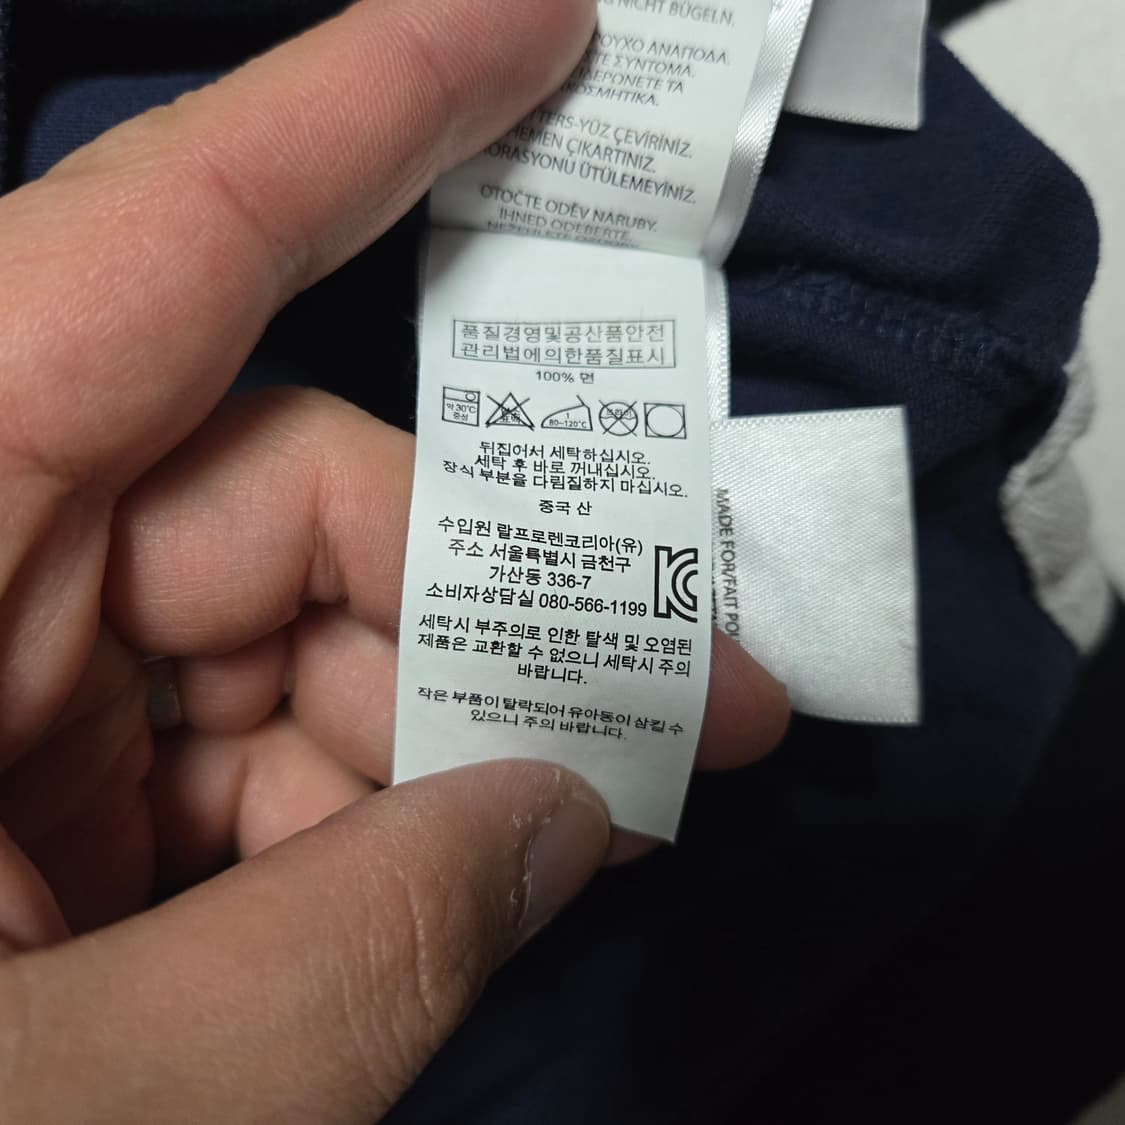 NICHT BÜGELN.
ΡΟΥΧΟ ΑΝΑΠΟΔΑ.
ΣΥΝΤΟΜΑ.
ΣΙΔΕΡΩΝΕΤΕ ΤΑ
ΚΟΣΜΗΤΙΚΑ.
TERS-YÜZ ÇEVİRİNİZ.
HEMEN ÇIKARTINIZ.
ÜTÜLEMEYİNİZ.
OTOČTE ODĚV NARUBY.
IHNED ODEBERTE.
품질경영및공산품안전
관리법에의한품질표시
100% 면
약 30°C
중성
1
80~120°C
드라이
뒤집어서 세탁하십시오.
세탁 후 바로 꺼내십시오.
장식 부분을 다림질하지 마십시오.
중국 산
수입원 랄프로렌코리아(유)
주소 서울특별시 금천구
가산동 336-7
소비자상담실 080-566-1199
세탁시 부주의로 인한 탈색 및 오염된
제품은 교환할 수 없으니 세탁시 주의
바랍니다.
작은 부품이 탈락되어 유아동이 삼킬 수
있으니 주의 바랍니다.
MADE FOR/FAIT